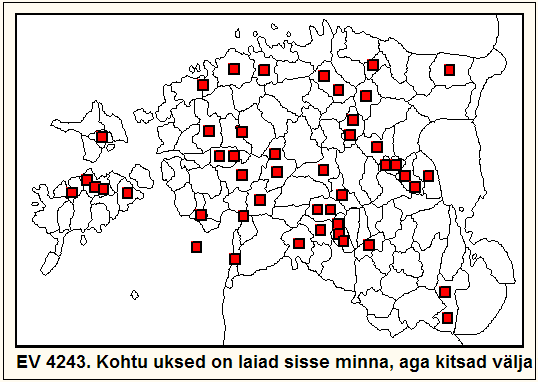 EV 4243. Kohtu uksed on laiad sisse minna, aga kitsad välja